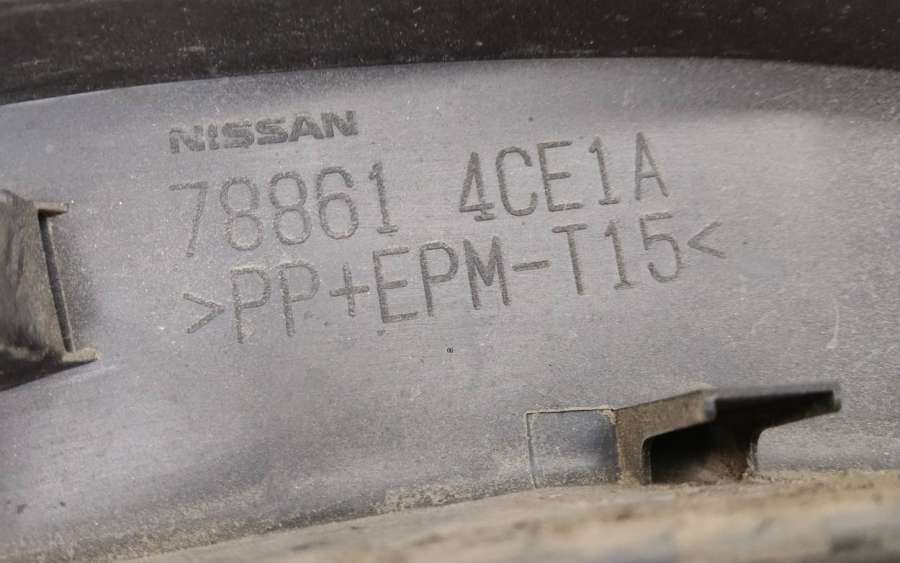 NISSAN
78861 4CE1A
>PP+EPM-T15<